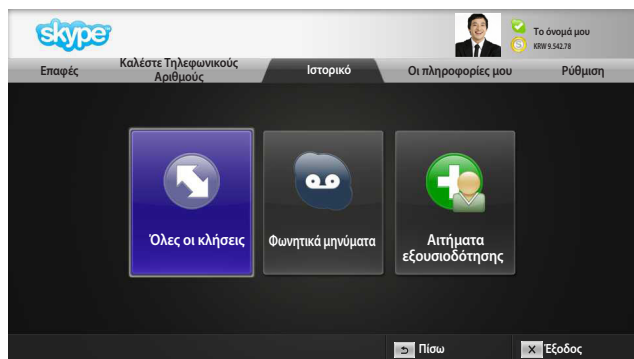 skype
Το όνομά μου
KRW 9.542.78
Επαφές
Καλέστε Τηλεφωνικούς
Αριθμούς
Ιστορικό
Οι πληροφορίες μου
Ρύθμιση
Όλες οι κλήσεις
Φωνητικά μηνύματα
Αιτήματα
εξουσιοδότησης
Πίσω
Έξοδος